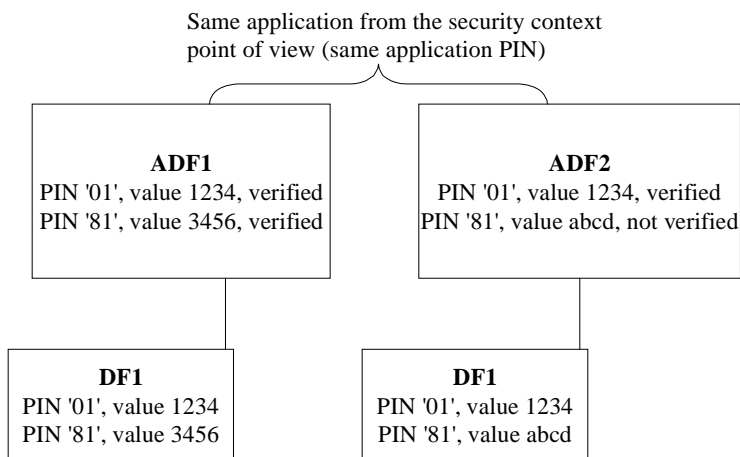 Same application from the security context
point of view (same application PIN)
ADF1
PIN '01', value 1234, verified
PIN '81', value 3456, verified
ADF2
PIN '01', value 1234, verified
PIN '81', value abcd, not verified
DF1
PIN '01', value 1234
PIN '81', value 3456
DF1
PIN '01', value 1234
PIN '81', value abcd